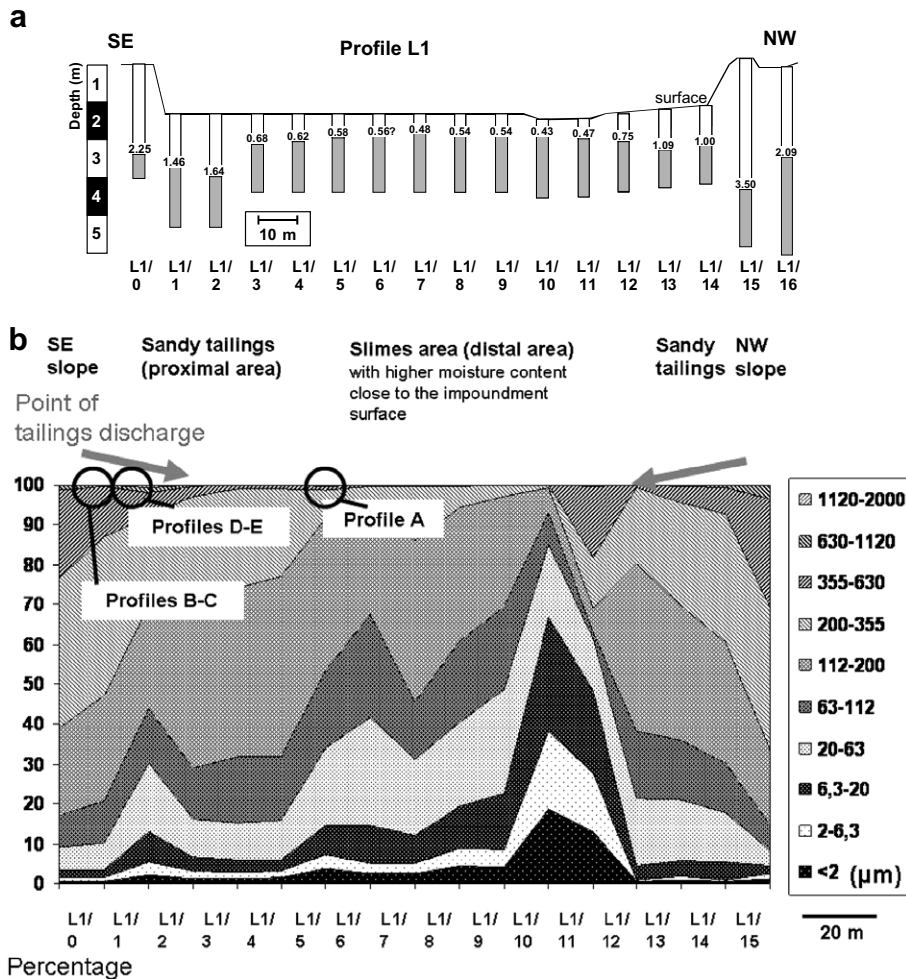 a
SE
Profile L1
NW
Depth (m)
1
2
3
4
5
surface
2.25
1.46
1.64
0.68
0.62
0.58
0.56?
0.48
0.54
0.54
0.43
0.47
0.75
1.09
1.00
3.50
2.09
10 m
L1/ L1/ L1/ L1/ L1/ L1/ L1/ L1/ L1/ L1/ L1/ L1/ L1/ L1/ L1/ L1/ L1/
0 1 2 3 4 5 6 7 8 9 10 11 12 13 14 15 16
b
SE slope
Sandy tailings
(proximal area)
Slimes area (distal area)
with higher moisture content
close to the impoundment
surface
Sandy tailings
NW slope
Point of
tailings discharge
100
90
80
70
60
50
40
30
20
10
0
Profiles D-E
Profile A
Profiles B-C
1120-2000
630-1120
355-630
200-355
112-200
63-112
20-63
6,3-20
2-6,3
<2 (µm)
L1/ L1/ L1/ L1/ L1/ L1/ L1/ L1/ L1/ L1/ L1/ L1/ L1/ L1/ L1/
0 1 2 3 4 5 6 7 8 9 10 11 13 14 15
20 m
Percentage